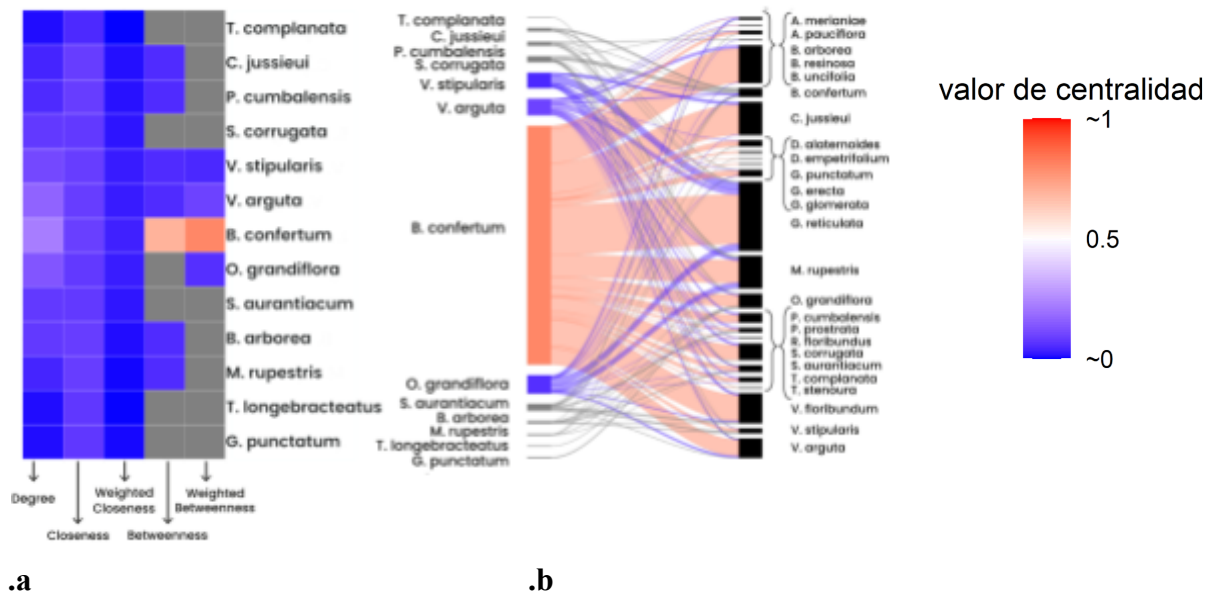 T. complanata
C. jussieui
P. cumbalensis
S. corrugata
V. stipularis
V. arguta
B. confertum
O. grandiflora
S. aurantiacum
B. arborea
M. rupestris
T. longebracteatus
G. punctatum
Degree
Closeness
Weighted
Closeness
Betweenness
Weighted
Betweenness
.a
T. complanata
C. jussieui
P. cumbalensis
S. corrugata
V. stipularis
V. arguta
B. confertum
O. grandiflora
S. aurantiacum
B. arborea
M. rupestris
T. longebracteatus
G. punctatum
A. merianiae
A. pauciflora
B. arborea
B. resinosa
B. uncifolia
B. confertum
C. jussieui
D. alaternoides
D. empetrifolium
G. punctatum
G. erecta
G. glomerata
G. reticulata
M. rupestris
O. grandiflora
P. cumbalensis
P. prostrata
R. floribundus
S. corrugata
S. aurantiacum
T. complanata
T. stenoura
V. floribundum
V. stipularis
V. arguta
.b
valor de centralidad
~1
0.5
~0